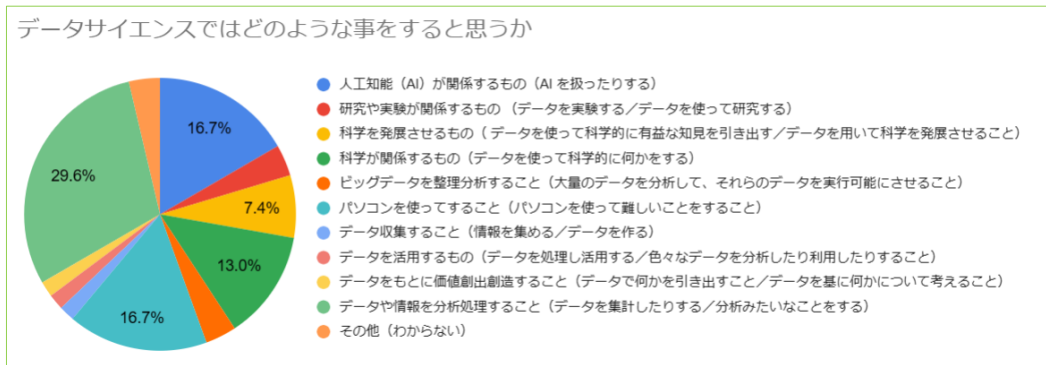 データサイエンスではどのような事をすると思うか
人工知能（AI）が関係するもの（AI を扱ったりする）
研究や実験が関係するもの （データを実験する／データを使って研究する）
科学を発展させるもの（ データを使って科学的に有益な知見を引き出す／データを用いて科学を発展させること）
科学が関係するもの（データを使って科学的に何かをする）
ビッグデータを整理分析すること（大量のデータを分析して、それらのデータを実行可能にさせること）
パソコンを使ってすること（パソコンを使って難しいことをすること）
データ収集すること（情報を集める／データを作る）
データを活用するもの（データを処理し活用する／色々なデータを分析したり利用したりすること）
データをもとに価値創出創造すること（データで何かを引き出すこと／データを基に何かについて考えること）
データや情報を分析処理すること（データを集計したりする／分析みたいなことをする）
その他（わからない）
16.7%
7.4%
13.0%
16.7%
29.6%